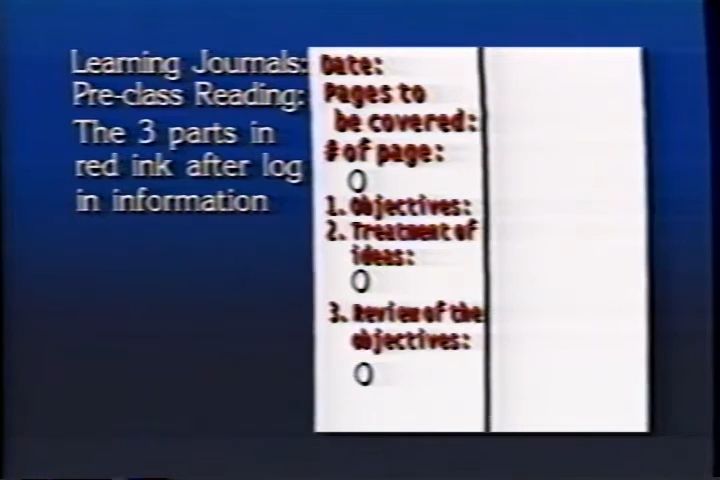 Learning Journals:
Pre-class Reading:
The 3 parts in
red ink after log
in information
Date:
Pages to
be covered:
# of page:
1. Objectives:
2. Treatment of
ideas:
3. Review of the
objectives: